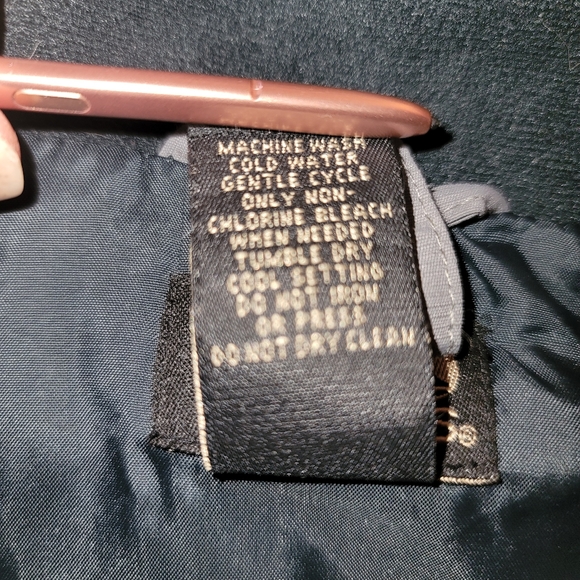 MACHINE WASH
COLD WATER
GENTLE CYCLE
ONLY NON-
CHLORINE BLEACH
WHEN NEEDED
TUMBLE DRY
COOL SETTING
DO NOT IRON
OR PRESS
DO NOT DRY CLEAN
®